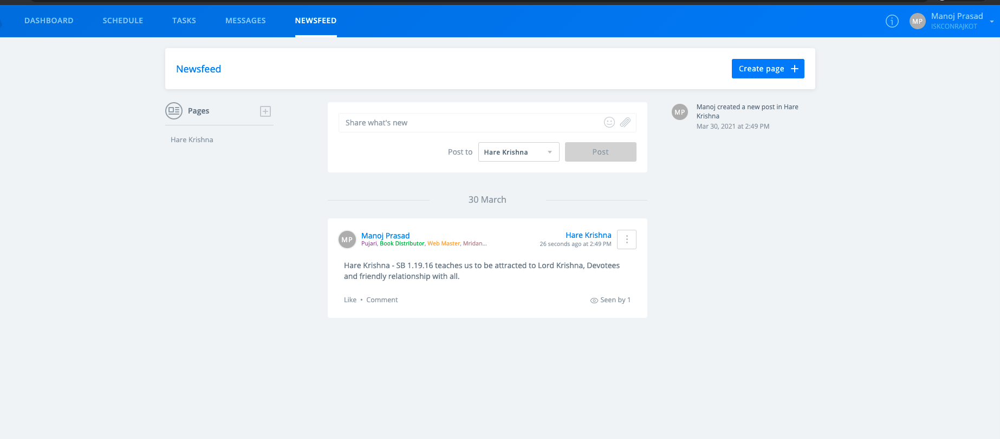 DASHBOARD
SCHEDULE
TASKS
MESSAGES
NEWSFEED
MP
Manoj Prasad
ISKCONRAJKOT
Newsfeed
Create page
Pages
Hare Krishna
Share what's new
Post to
Hare Krishna
Post
MP
Manoj created a new post in Hare
Krishna
Mar 30, 2021 at 2:49 PM
30 March
MP
Manoj Prasad
Pujari, Book Distributor, Web Master, Mridan...
Hare Krishna
26 seconds ago at 2:49 PM
Hare Krishna - SB 1.19.16 teaches us to be attracted to Lord Krishna, Devotees
and friendly relationship with all.
Like • Comment
Seen by 1